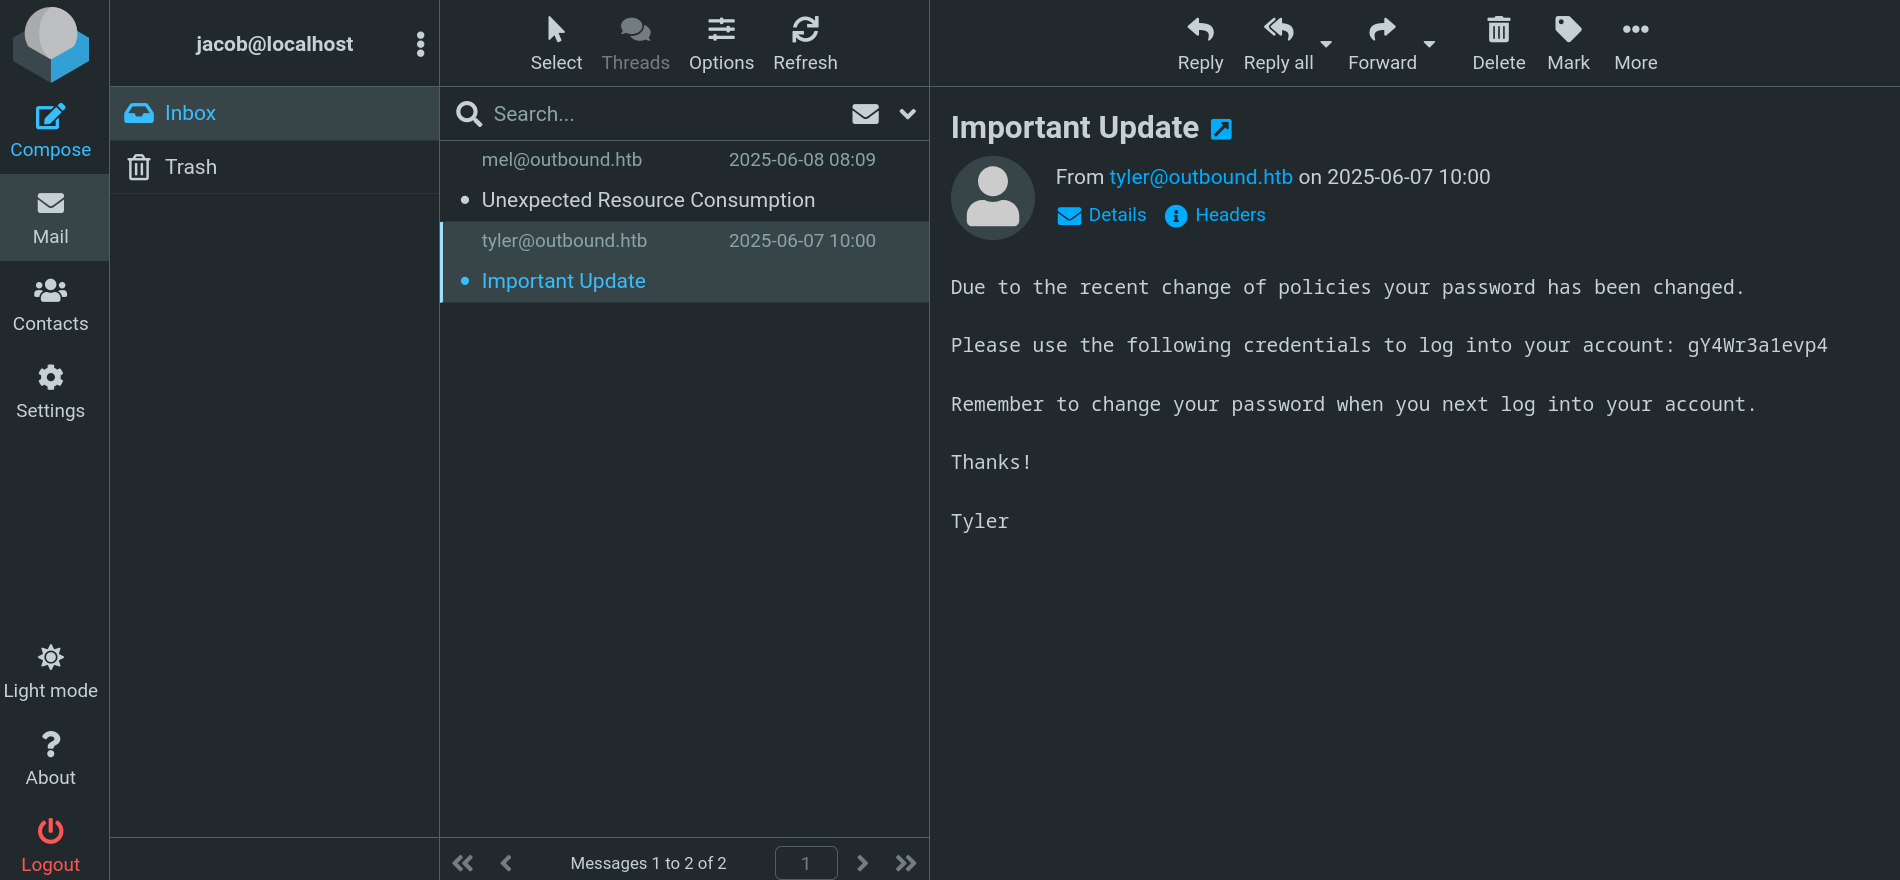 jacob@localhost
Select
Threads
Options
Refresh
Reply
Reply all
Forward
Delete
Mark
More
Compose
Mail
Contacts
Settings
Light mode
About
Logout
Inbox
Trash
Search...
mel@outbound.htb 2025-06-08 08:09
• Unexpected Resource Consumption
tyler@outbound.htb 2025-06-07 10:00
• Important Update
Messages 1 to 2 of 2
1
Important Update
From tyler@outbound.htb on 2025-06-07 10:00
Details Headers
Due to the recent change of policies your password has been changed.
Please use the following credentials to log into your account: gY4Wr3a1evp4
Remember to change your password when you next log into your account.
Thanks!
Tyler